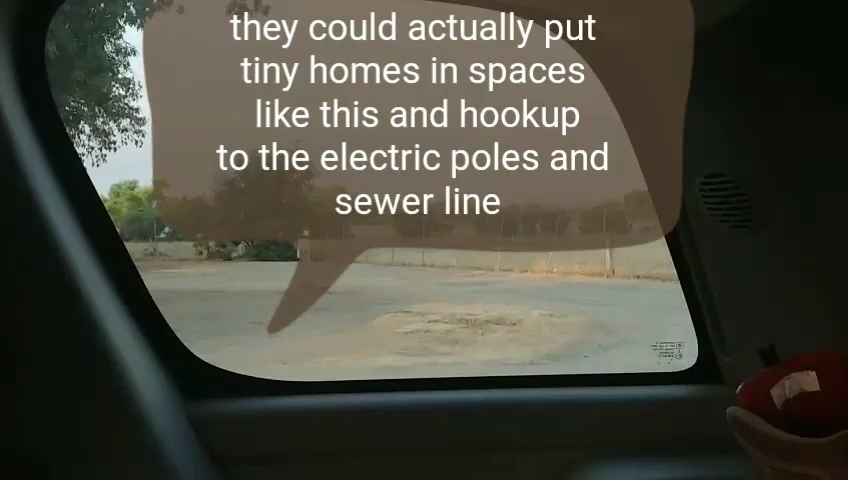 they could actually put
tiny homes in spaces
like this and hookup
to the electric poles and
sewer line